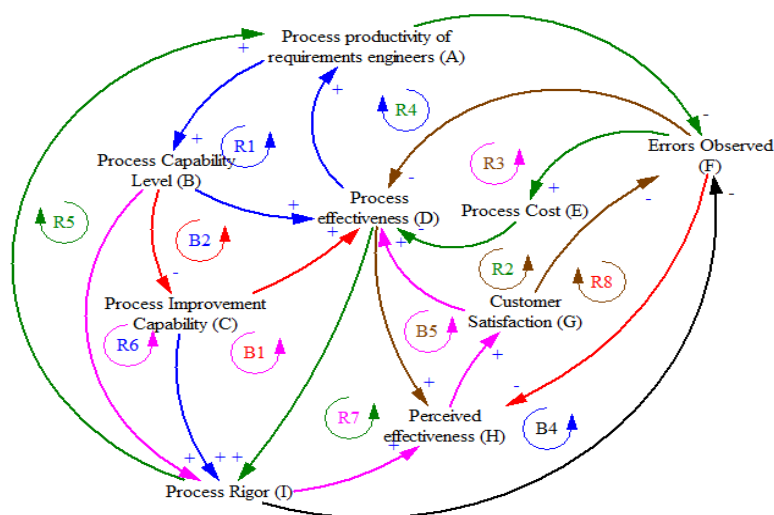 Process productivity of
requirements engineers (A)
+
-
+
R4
+
R1
R3
Errors Observed
(F)
Process Capability
Level (B)
-
-
-
Process
effectiveness (D)
+
Process Cost (E)
+
R5
B2
+
+
-
-
R2
R8
Process Improvement
Capability (C)
Customer
Satisfaction (G)
R6
B1
B5
+
+
-
R7
Perceived
effectiveness (H)
B4
+
+
+
+
Process Rigor (I)